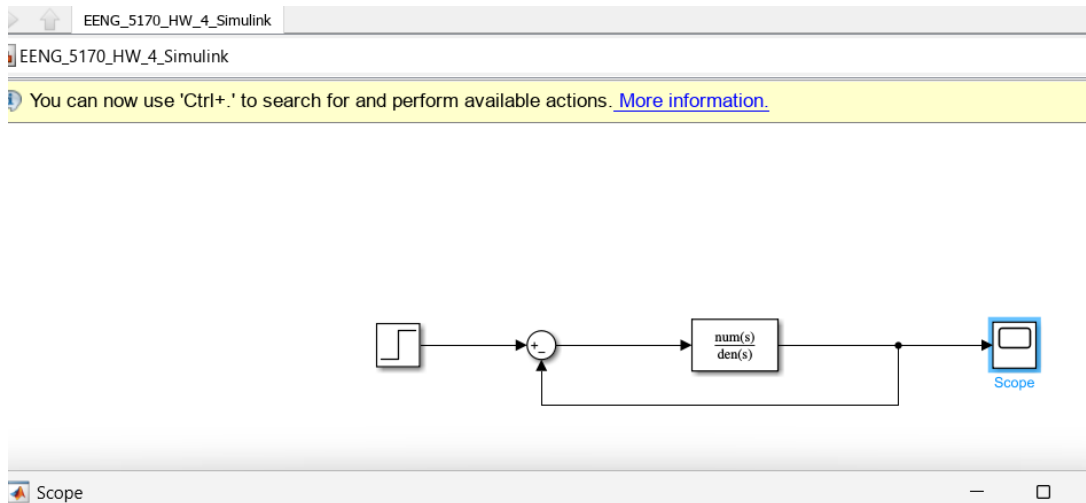 EENG_5170_HW_4_Simulink
EENG_5170_HW_4_Simulink
You can now use 'Ctrl+.' to search for and perform available actions. More information.
num(s)
den(s)
Scope
Scope